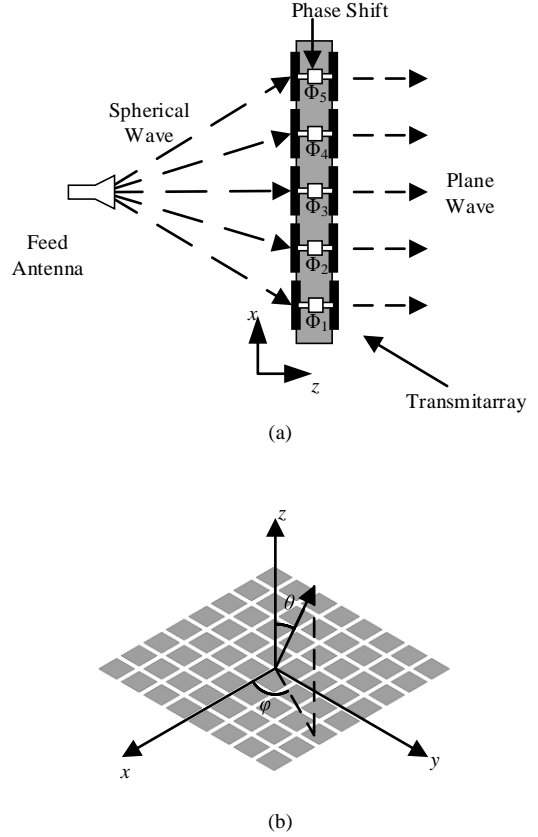 Phase Shift
Φ5
Spherical
Wave
Φ4
Plane
Wave
Φ3
Feed
Antenna
Φ2
Φ1
x
z
Transmitarray
(a)
z
θ
φ
x
y
(b)